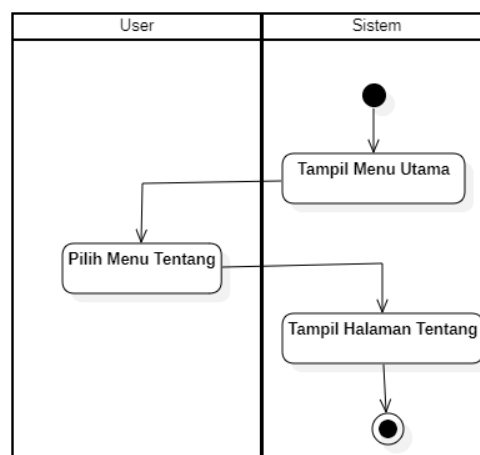 User
Sistem
Tampil Menu Utama
Pilih Menu Tentang
Tampil Halaman Tentang